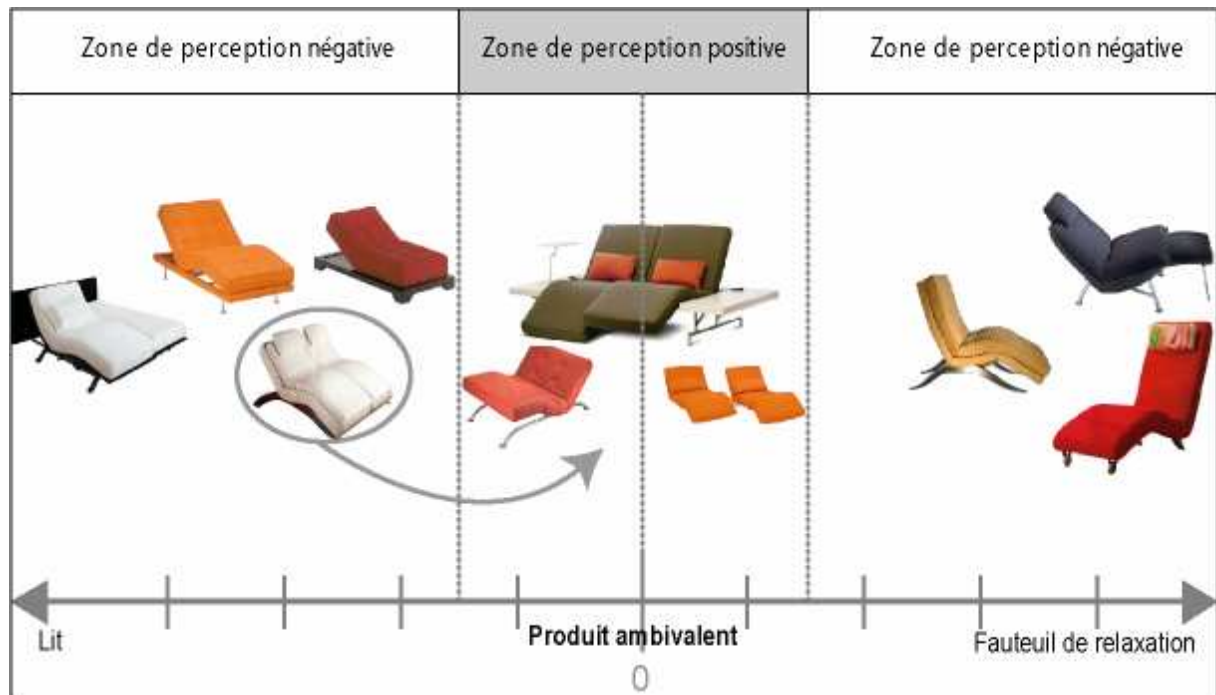 Zone de perception négative
Zone de perception positive
Zone de perception négative
Lit
Produit ambivalent
Fauteuil de relaxation
0